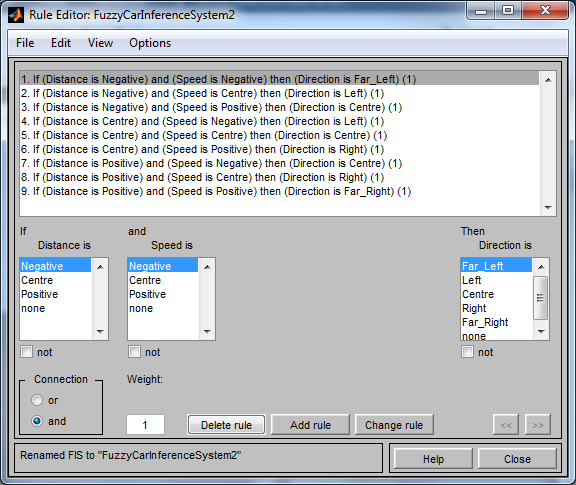 Rule Editor: FuzzyCarInferenceSystem2
File Edit View Options
1. If (Distance is Negative) and (Speed is Negative) then (Direction is Far_Left) (1)
2. If (Distance is Negative) and (Speed is Centre) then (Direction is Left) (1)
3. If (Distance is Negative) and (Speed is Positive) then (Direction is Centre) (1)
4. If (Distance is Centre) and (Speed is Negative) then (Direction is Left) (1)
5. If (Distance is Centre) and (Speed is Centre) then (Direction is Centre) (1)
6. If (Distance is Centre) and (Speed is Positive) then (Direction is Right) (1)
7. If (Distance is Positive) and (Speed is Negative) then (Direction is Centre) (1)
8. If (Distance is Positive) and (Speed is Centre) then (Direction is Right) (1)
9. If (Distance is Positive) and (Speed is Positive) then (Direction is Far_Right) (1)
If and Then
Distance is Speed is Direction is
Negative Negative Far_Left
Centre Centre Left
Positive Positive Centre
none none Right
Far_Right
none
not not not
Connection Weight:
or
and 1 Delete rule Add rule Change rule << >>
Renamed FIS to "FuzzyCarInferenceSystem2" Help Close